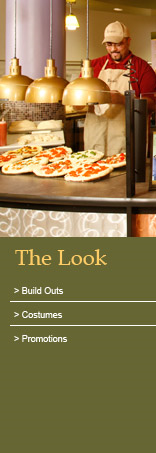 The Look
> Build Outs
> Costumes
> Promotions